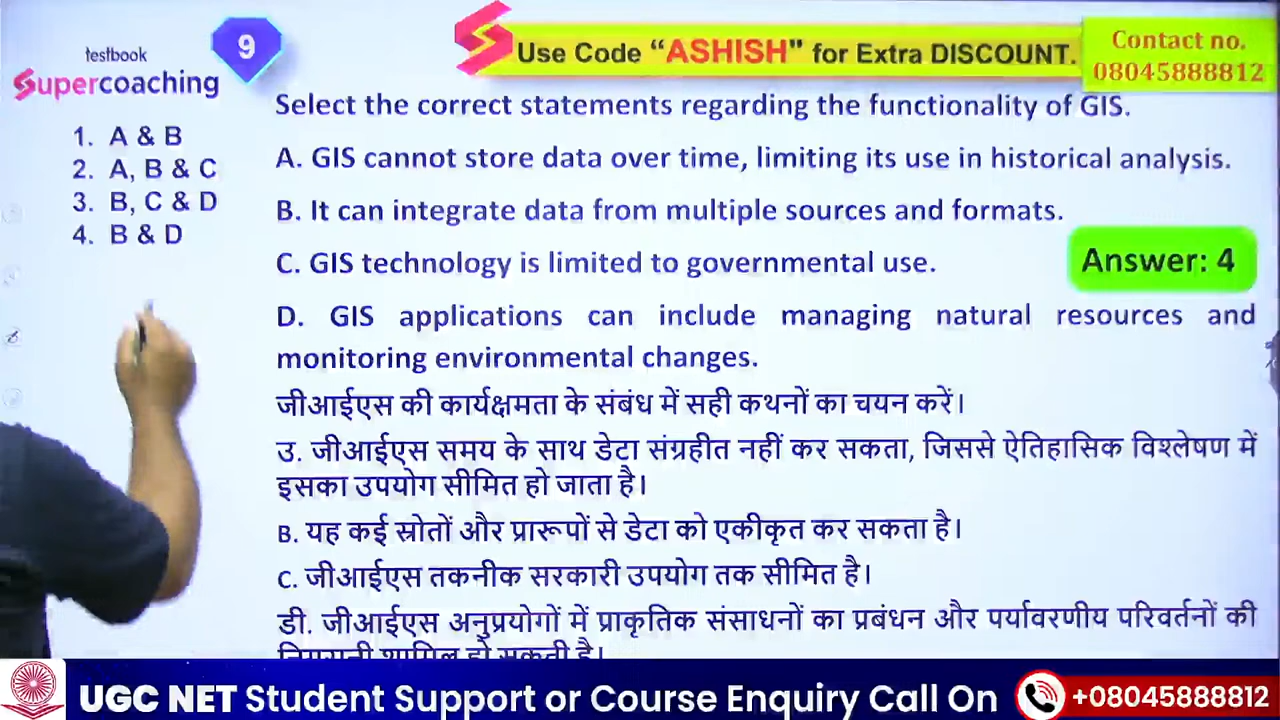 testbook
Supercoaching
9
Use Code “ASHISH” for Extra DISCOUNT.
Contact no.
08045888812
1. A & B
2. A, B & C
3. B, C & D
4. B & D
Select the correct statements regarding the functionality of GIS.
A. GIS cannot store data over time, limiting its use in historical analysis.
B. It can integrate data from multiple sources and formats.
C. GIS technology is limited to governmental use.
Answer: 4
D. GIS applications can include managing natural resources and
monitoring environmental changes.
जीआईएस की कार्यक्षमता के संबंध में सही कथनों का चयन करें।
उ. जीआईएस समय के साथ डेटा संग्रहीत नहीं कर सकता, जिससे ऐतिहासिक विश्लेषण में
इसका उपयोग सीमित हो जाता है।
B. यह कई स्रोतों और प्रारूपों से डेटा को एकीकृत कर सकता है।
C. जीआईएस तकनीक सरकारी उपयोग तक सीमित है।
डी. जीआईएस अनुप्रयोगों में प्राकृतिक संसाधनों का प्रबंधन और पर्यावरणीय परिवर्तनों की
निगरानी शामिल हो सकती है।
UGC NET Student Support or Course Enquiry Call On
+08045888812